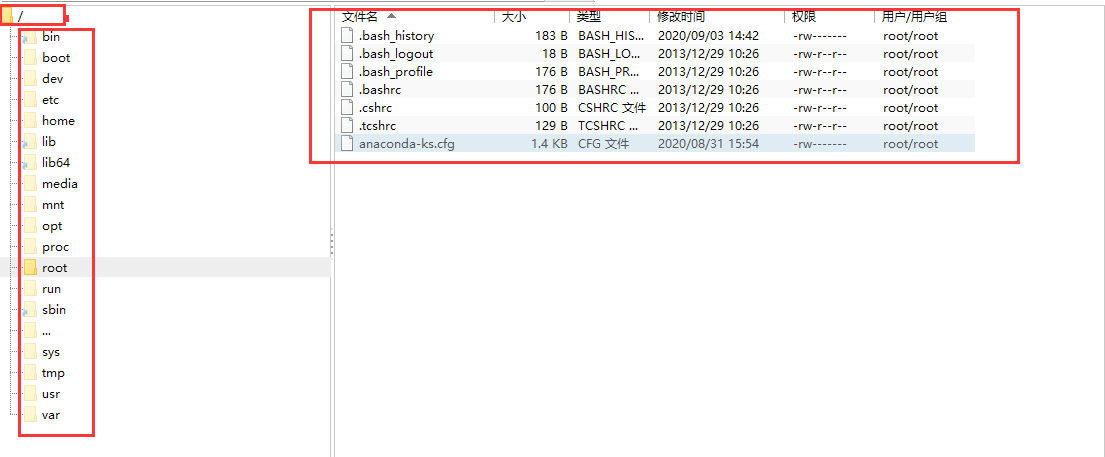 /
bin
boot
dev
etc
home
lib
lib64
media
mnt
opt
proc
root
run
sbin
...
sys
tmp
usr
var
文件名 大小 类型 修改时间 权限 用户/用户组
.bash_history 183 B BASH_HIS... 2020/09/03 14:42 -rw------- root/root
.bash_logout 18 B BASH_LO... 2013/12/29 10:26 -rw-r--r-- root/root
.bash_profile 176 B BASH_PR... 2013/12/29 10:26 -rw-r--r-- root/root
.bashrc 176 B BASHRC ... 2013/12/29 10:26 -rw-r--r-- root/root
.cshrc 100 B CSHRC 文件 2013/12/29 10:26 -rw-r--r-- root/root
.tcshrc 129 B TCSHRC ... 2013/12/29 10:26 -rw-r--r-- root/root
anaconda-ks.cfg 1.4 KB CFG 文件 2020/08/31 15:54 -rw------- root/root